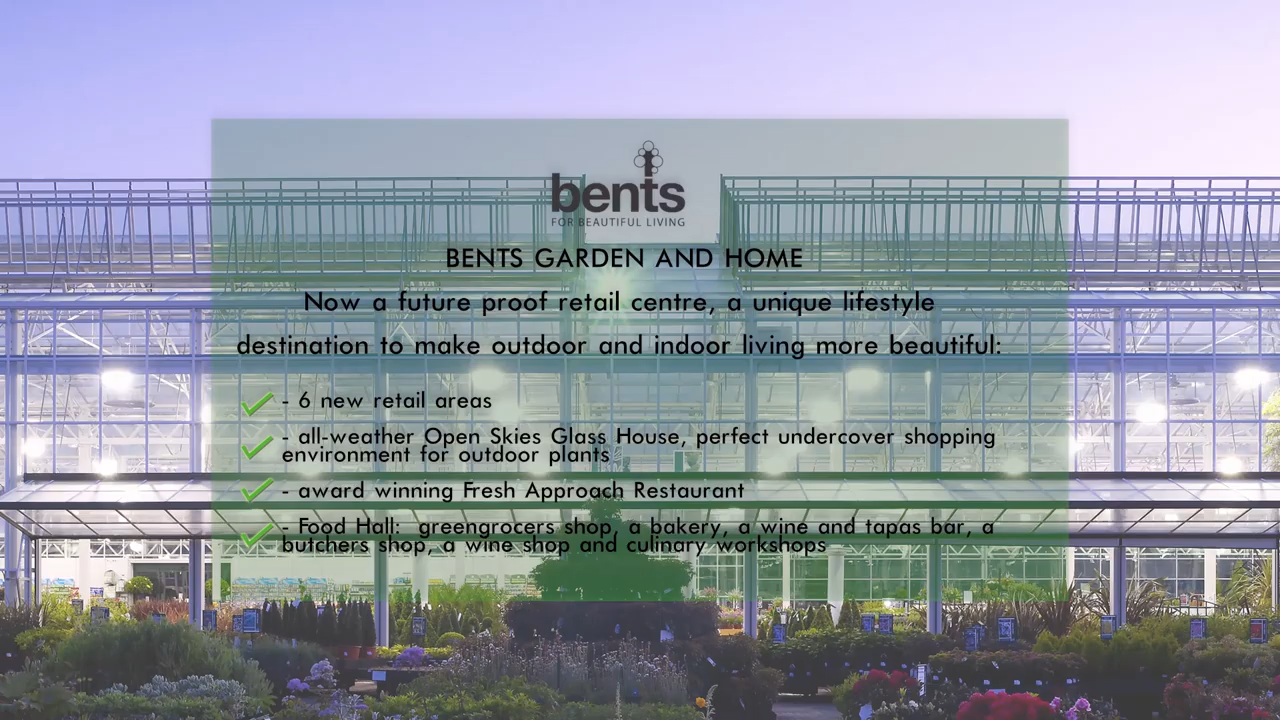 bents
FOR BEAUTIFUL LIVING
BENTS GARDEN AND HOME
Now a future proof retail centre, a unique lifestyle
destination to make outdoor and indoor living more beautiful:
- 6 new retail areas
- all-weather Open Skies Glass House, perfect undercover shopping
environment for outdoor plants
- award winning Fresh Approach Restaurant
- Food Hall: greengrocers shop, a bakery, a wine and tapas bar, a
butchers shop, a wine shop and culinary workshops